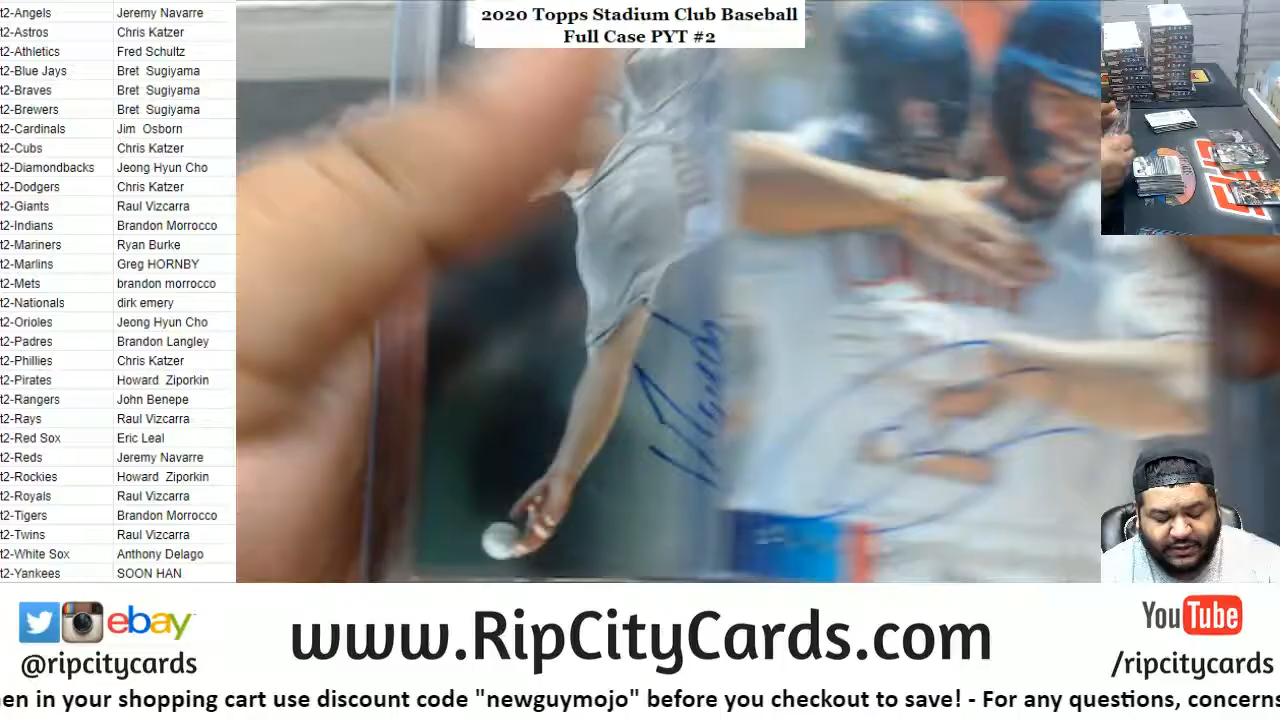 2020 Topps Stadium Club Baseball
Full Case PYT #2
t2-Angels Jeremy Navarre
t2-Astros Chris Katzer
t2-Athletics Fred Schultz
t2-Blue Jays Bret Sugiyama
t2-Braves Bret Sugiyama
t2-Brewers Bret Sugiyama
t2-Cardinals Jim Osborn
t2-Cubs Chris Katzer
t2-Diamondbacks Jeong Hyun Cho
t2-Dodgers Chris Katzer
t2-Giants Raul Vizcarra
t2-Indians Brandon Morrocco
t2-Mariners Ryan Burke
t2-Marlins Greg HORNBY
t2-Mets brandon morrocco
t2-Nationals dirk emery
t2-Orioles Jeong Hyun Cho
t2-Padres Brandon Langley
t2-Phillies Chris Katzer
t2-Pirates Howard Ziporkin
t2-Rangers John Benepe
t2-Rays Raul Vizcarra
t2-Red Sox Eric Leal
t2-Reds Jeremy Navarre
t2-Rockies Howard Ziporkin
t2-Royals Raul Vizcarra
t2-Tigers Brandon Morrocco
t2-Twins Raul Vizcarra
t2-White Sox Anthony Delago
t2-Yankees SOON HAN
ebay
@ripcitycards
www.RipCityCards.com
YouTube
/ripcitycards
en in your shopping cart use discount code "newguymojo" before you checkout to save! - For any questions, concerns